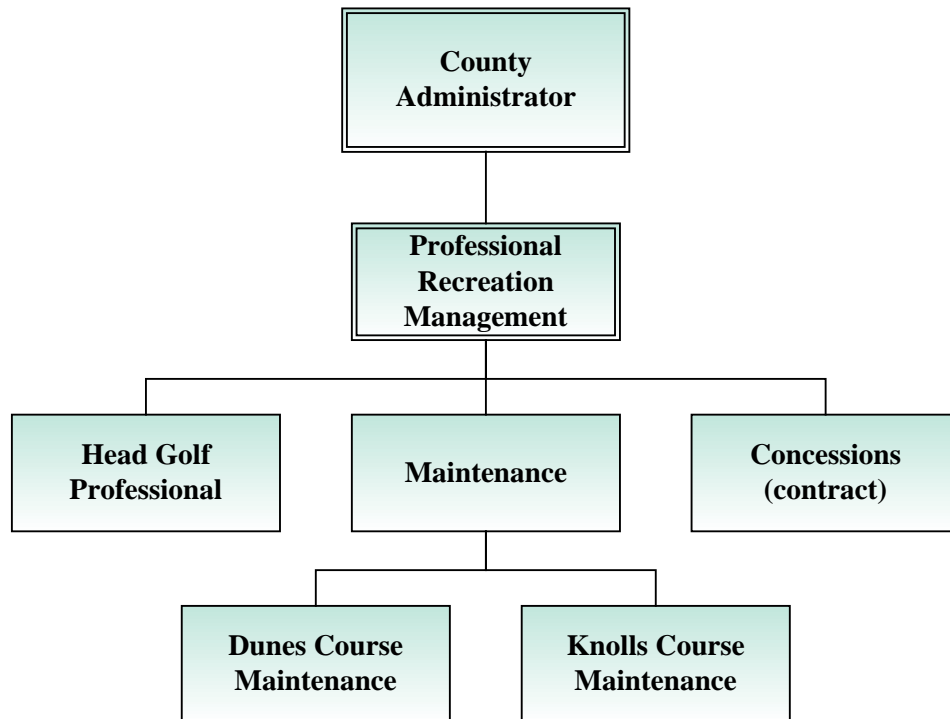 County
Administrator
Professional
Recreation
Management
Head Golf
Professional
Maintenance
Concessions
(contract)
Dunes Course
Maintenance
Knolls Course
Maintenance